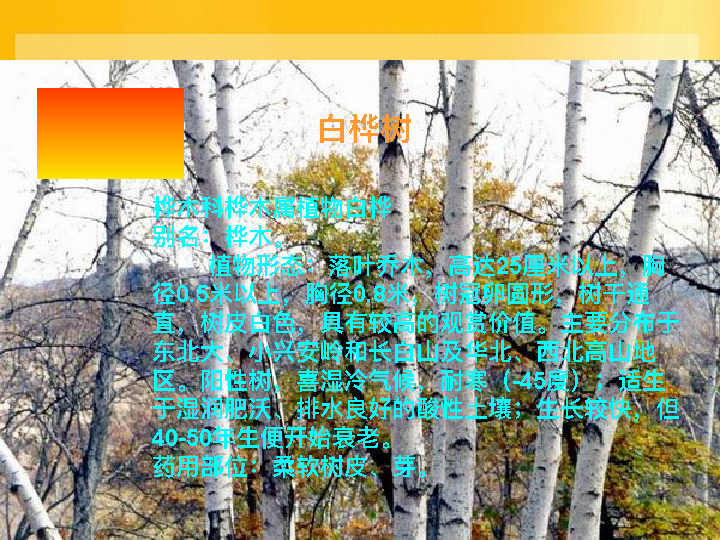 白桦树
桦木科桦木属植物白桦
别名：桦木。
植物形态：落叶乔木，高达25厘米以上，胸
径0.5米以上，胸径0.8米，树冠卵圆形，树干通
直，树皮白色，具有较高的观赏价值。主要分布于
东北大、小兴安岭和长白山及华北、西北高山地
区。阳性树，喜湿冷气候，耐寒（-45度）；适生
于湿润肥沃、排水良好的酸性土壤；生长较快，但
40-50年生便开始衰老。
药用部位：柔软树皮、芽。